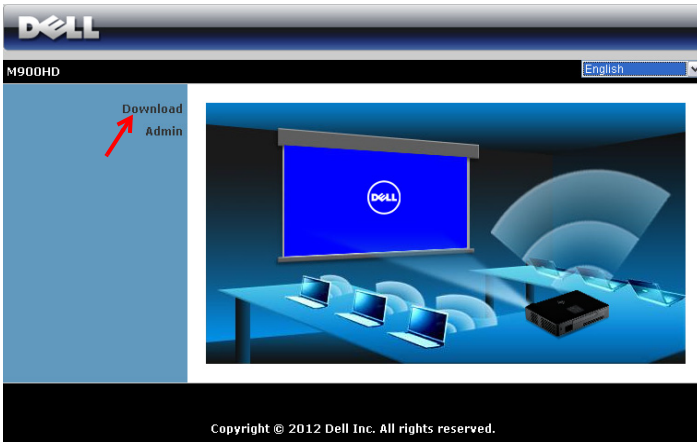 DELL
M900HD
English
Download
Admin
DELL
Copyright © 2012 Dell Inc. All rights reserved.